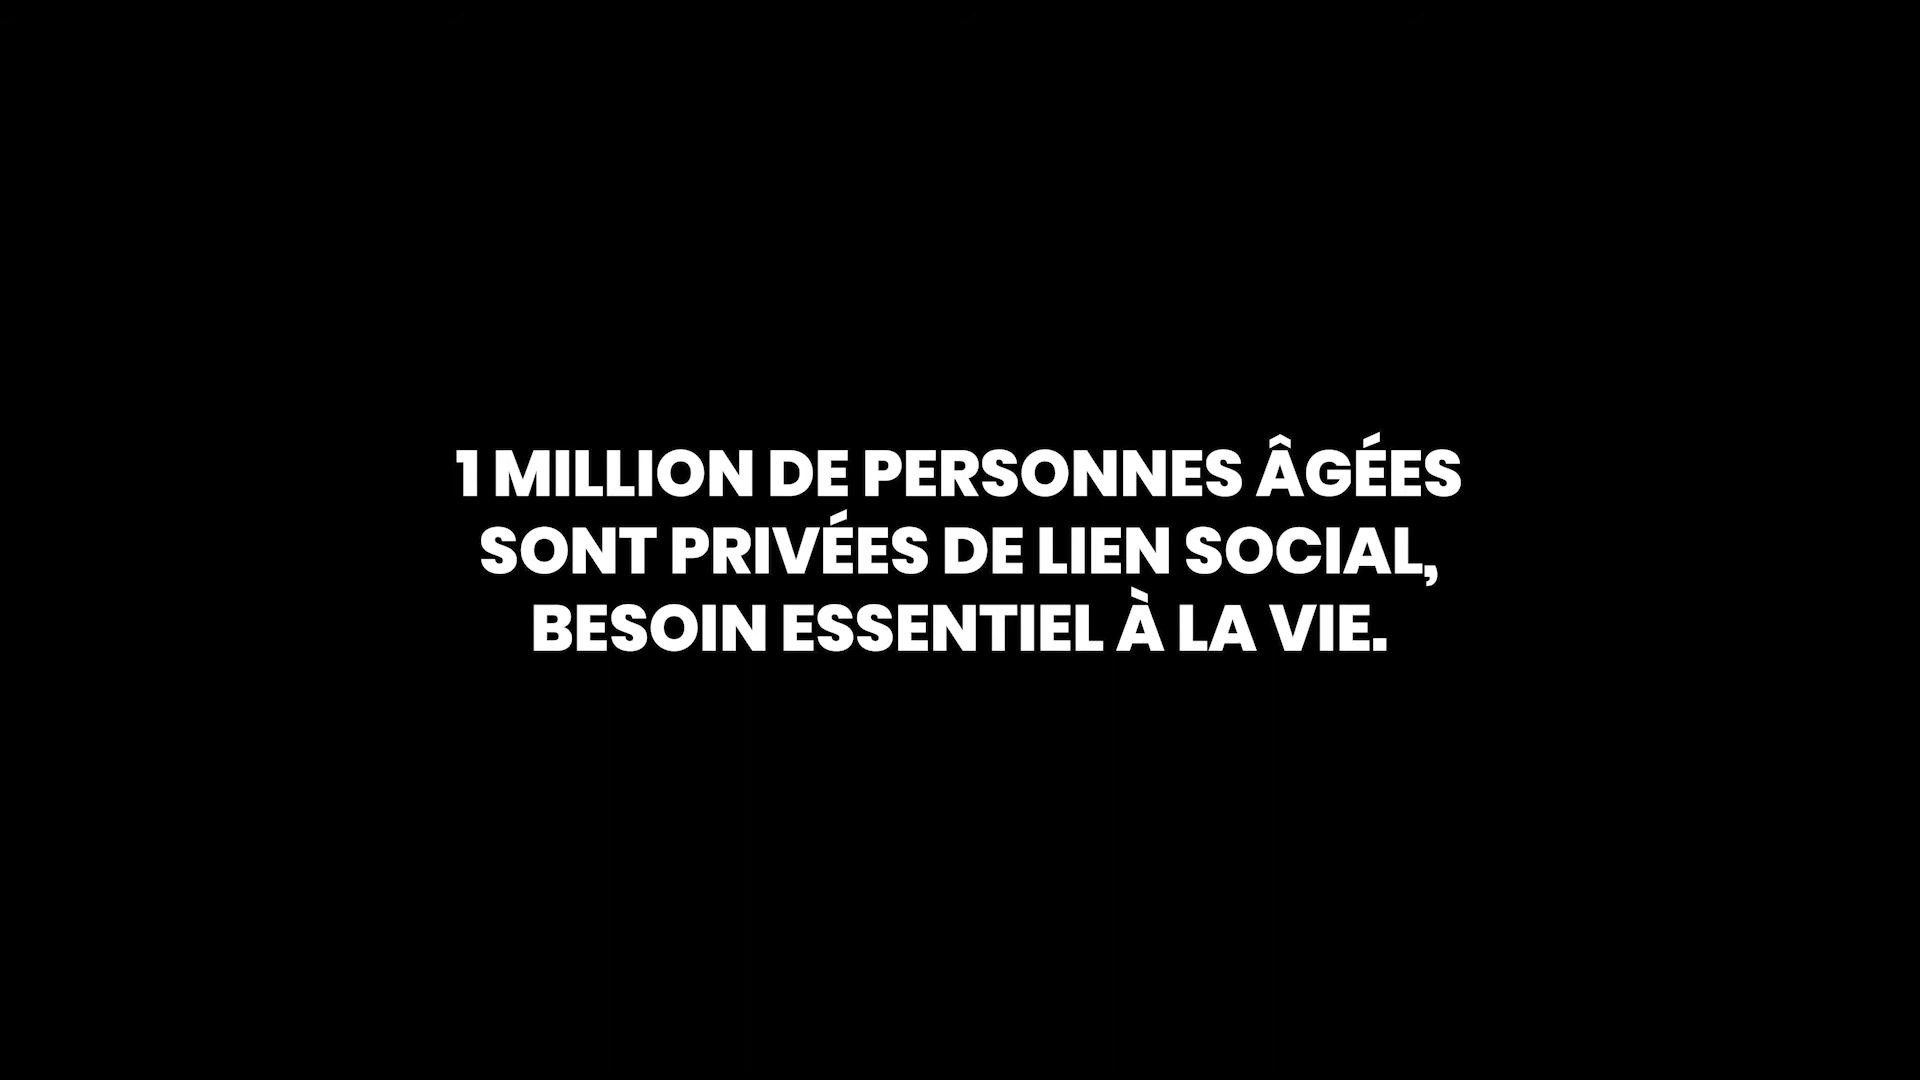 1 MILLION DE PERSONNES ÂGÉES
SONT PRIVÉES DE LIEN SOCIAL,
BESOIN ESSENTIEL À LA VIE.